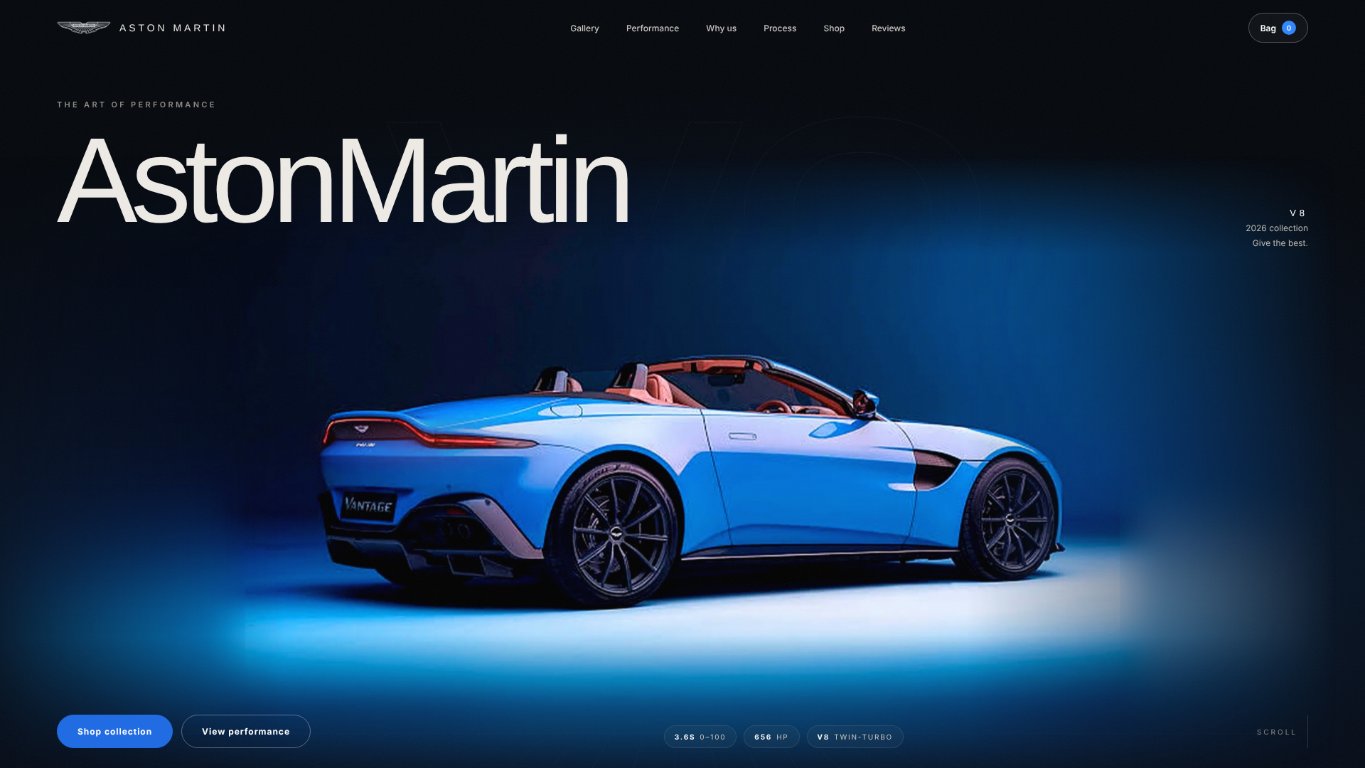 ASTON MARTIN
Gallery Performance Why us Process Shop Reviews
Bag 0
THE ART OF PERFORMANCE
AstonMartin
V8
2026 collection
Give the best.
VANTAGE
Shop collection
View performance
3.6S 0–100
656 HP
V8 TWIN-TURBO
SCROLL